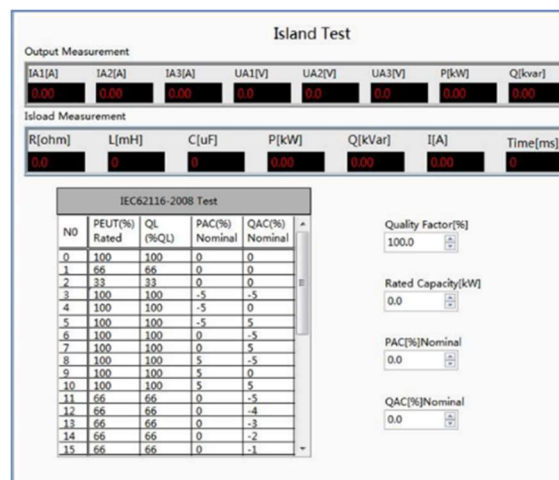 Island Test
Output Measurement
IA1[A] IA2[A] IA3[A] UA1[V] UA2[V] UA3[V] P[kW] Q[kvar]
0.00 0.00 0.00 0.0 0.0 0.0 0.00 0.00
Isload Measurement
R[ohm] L[mH] C[uF] P[kW] Q[kVar] I[A] Time[ms]
0.0 0 0 0.00 0.00 0.00 0
IEC62116-2008 Test
N0 PEUT(%) Rated QL (%QL) PAC(%) Nominal QAC(%) Nominal
0 100 100 0 0
1 66 66 0 0
2 33 33 0 0
3 100 100 -5 -5
4 100 100 -5 0
5 100 100 -5 5
6 100 100 0 -5
7 100 100 0 5
8 100 100 5 -5
9 100 100 5 0
10 100 100 5 5
11 66 66 0 -5
12 66 66 0 -4
13 66 66 0 -3
14 66 66 0 -2
15 66 66 0 -1
Quality Factor[%]
100.0
Rated Capacity[kW]
0.0
PAC[%]Nominal
0.0
QAC[%]Nominal
0.0